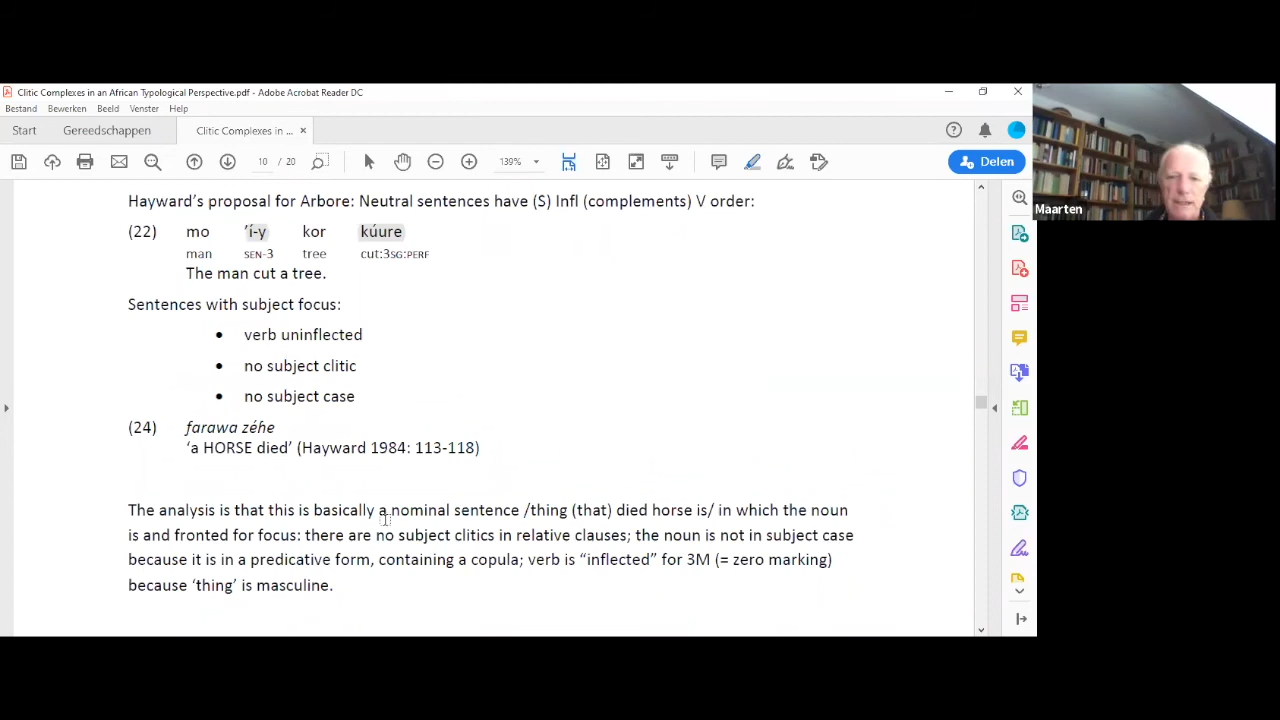 Clitic Complexes in an African Typological Perspective.pdf - Adobe Acrobat Reader DC
Bestand Bewerken Beeld Venster Help
Start Gereedschappen Clitic Complexes in ... ×
10 / 20 139% Delen
Maarten
Hayward's proposal for Arbore: Neutral sentences have (S) Infl (complements) V order:
(22) mo ʼí-y kor kúure
man SEN-3 tree cut:3SG:PERF
The man cut a tree.
Sentences with subject focus:
• verb uninflected
• no subject clitic
• no subject case
(24) farawa zéhe
‘a HORSE died’ (Hayward 1984: 113-118)
The analysis is that this is basically a nominal sentence /thing (that) died horse is/ in which the noun
is and fronted for focus: there are no subject clitics in relative clauses; the noun is not in subject case
because it is in a predicative form, containing a copula; verb is “inflected” for 3M (= zero marking)
because ‘thing’ is masculine.